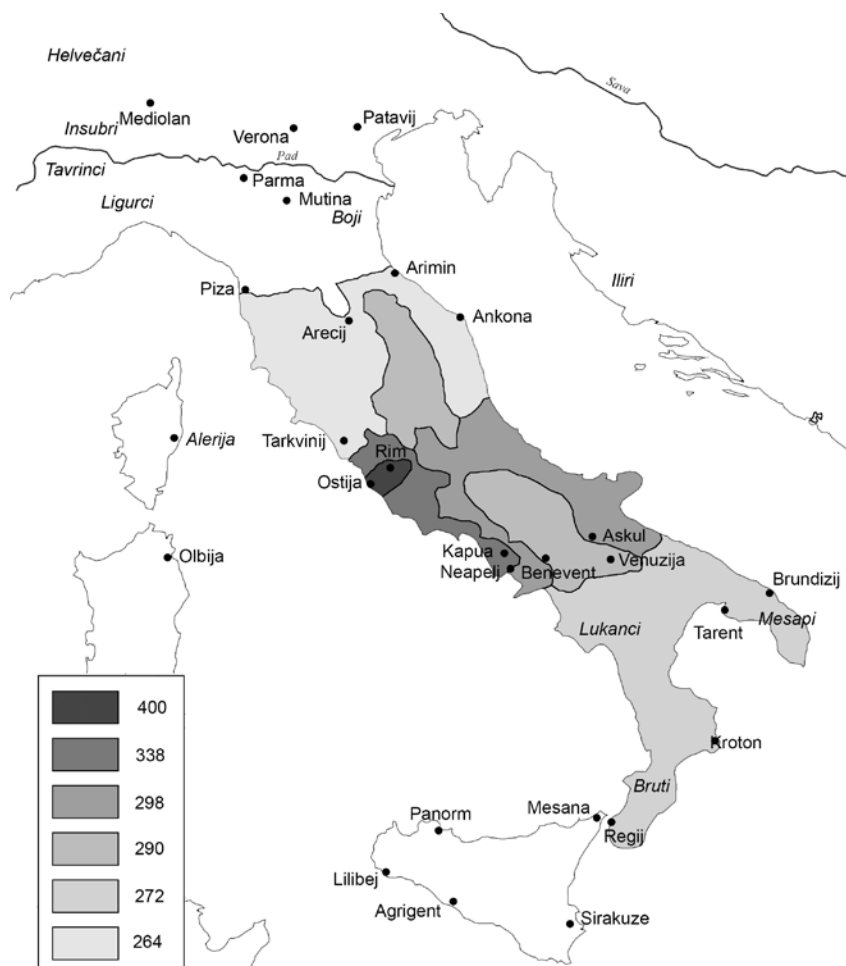 Helvečani
Sava
Mediolan
Patavij
Insubri
Verona
Pad
Tavrinci
Parma
Mutina
Ligurci
Boji
Arimin
Iliri
Piza
Ankona
Arecij
Alerija
Tarkvinij
Rim
Ostija
Askul
Kapua
Olbija
Venuzija
Neapelj
Benevent
Brundizij
Mesapi
Lukanci
Tarent
400
Kroton
338
Bruti
298
Mesana
Panorm
Regij
290
Lilibej
272
Agrigent
Sirakuze
264